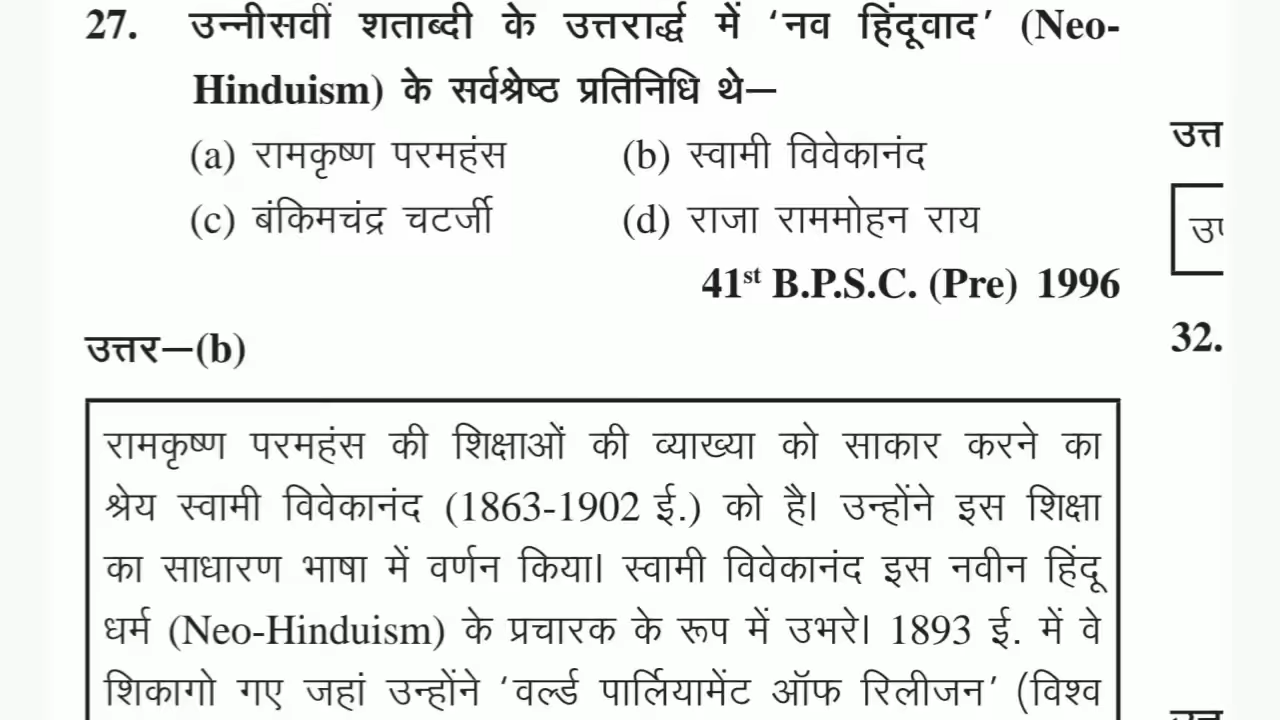 27. उन्नीसवीं शताब्दी के उत्तरार्द्ध में ‘नव हिंदूवाद’ (Neo-
Hinduism) के सर्वश्रेष्ठ प्रतिनिधि थे—
(a) रामकृष्ण परमहंस (b) स्वामी विवेकानंद
(c) बंकिमचंद्र चटर्जी (d) राजा राममोहन राय
41st B.P.S.C. (Pre) 1996
उत्तर—(b)
रामकृष्ण परमहंस की शिक्षाओं की व्याख्या को साकार करने का
श्रेय स्वामी विवेकानंद (1863-1902 ई.) को है। उन्होंने इस शिक्षा
का साधारण भाषा में वर्णन किया। स्वामी विवेकानंद इस नवीन हिंदू
धर्म (Neo-Hinduism) के प्रचारक के रूप में उभरे। 1893 ई. में वे
शिकागो गए जहां उन्होंने ‘वर्ल्ड पार्लियामेंट ऑफ रिलीजन’ (विश्व
उत्त
32.